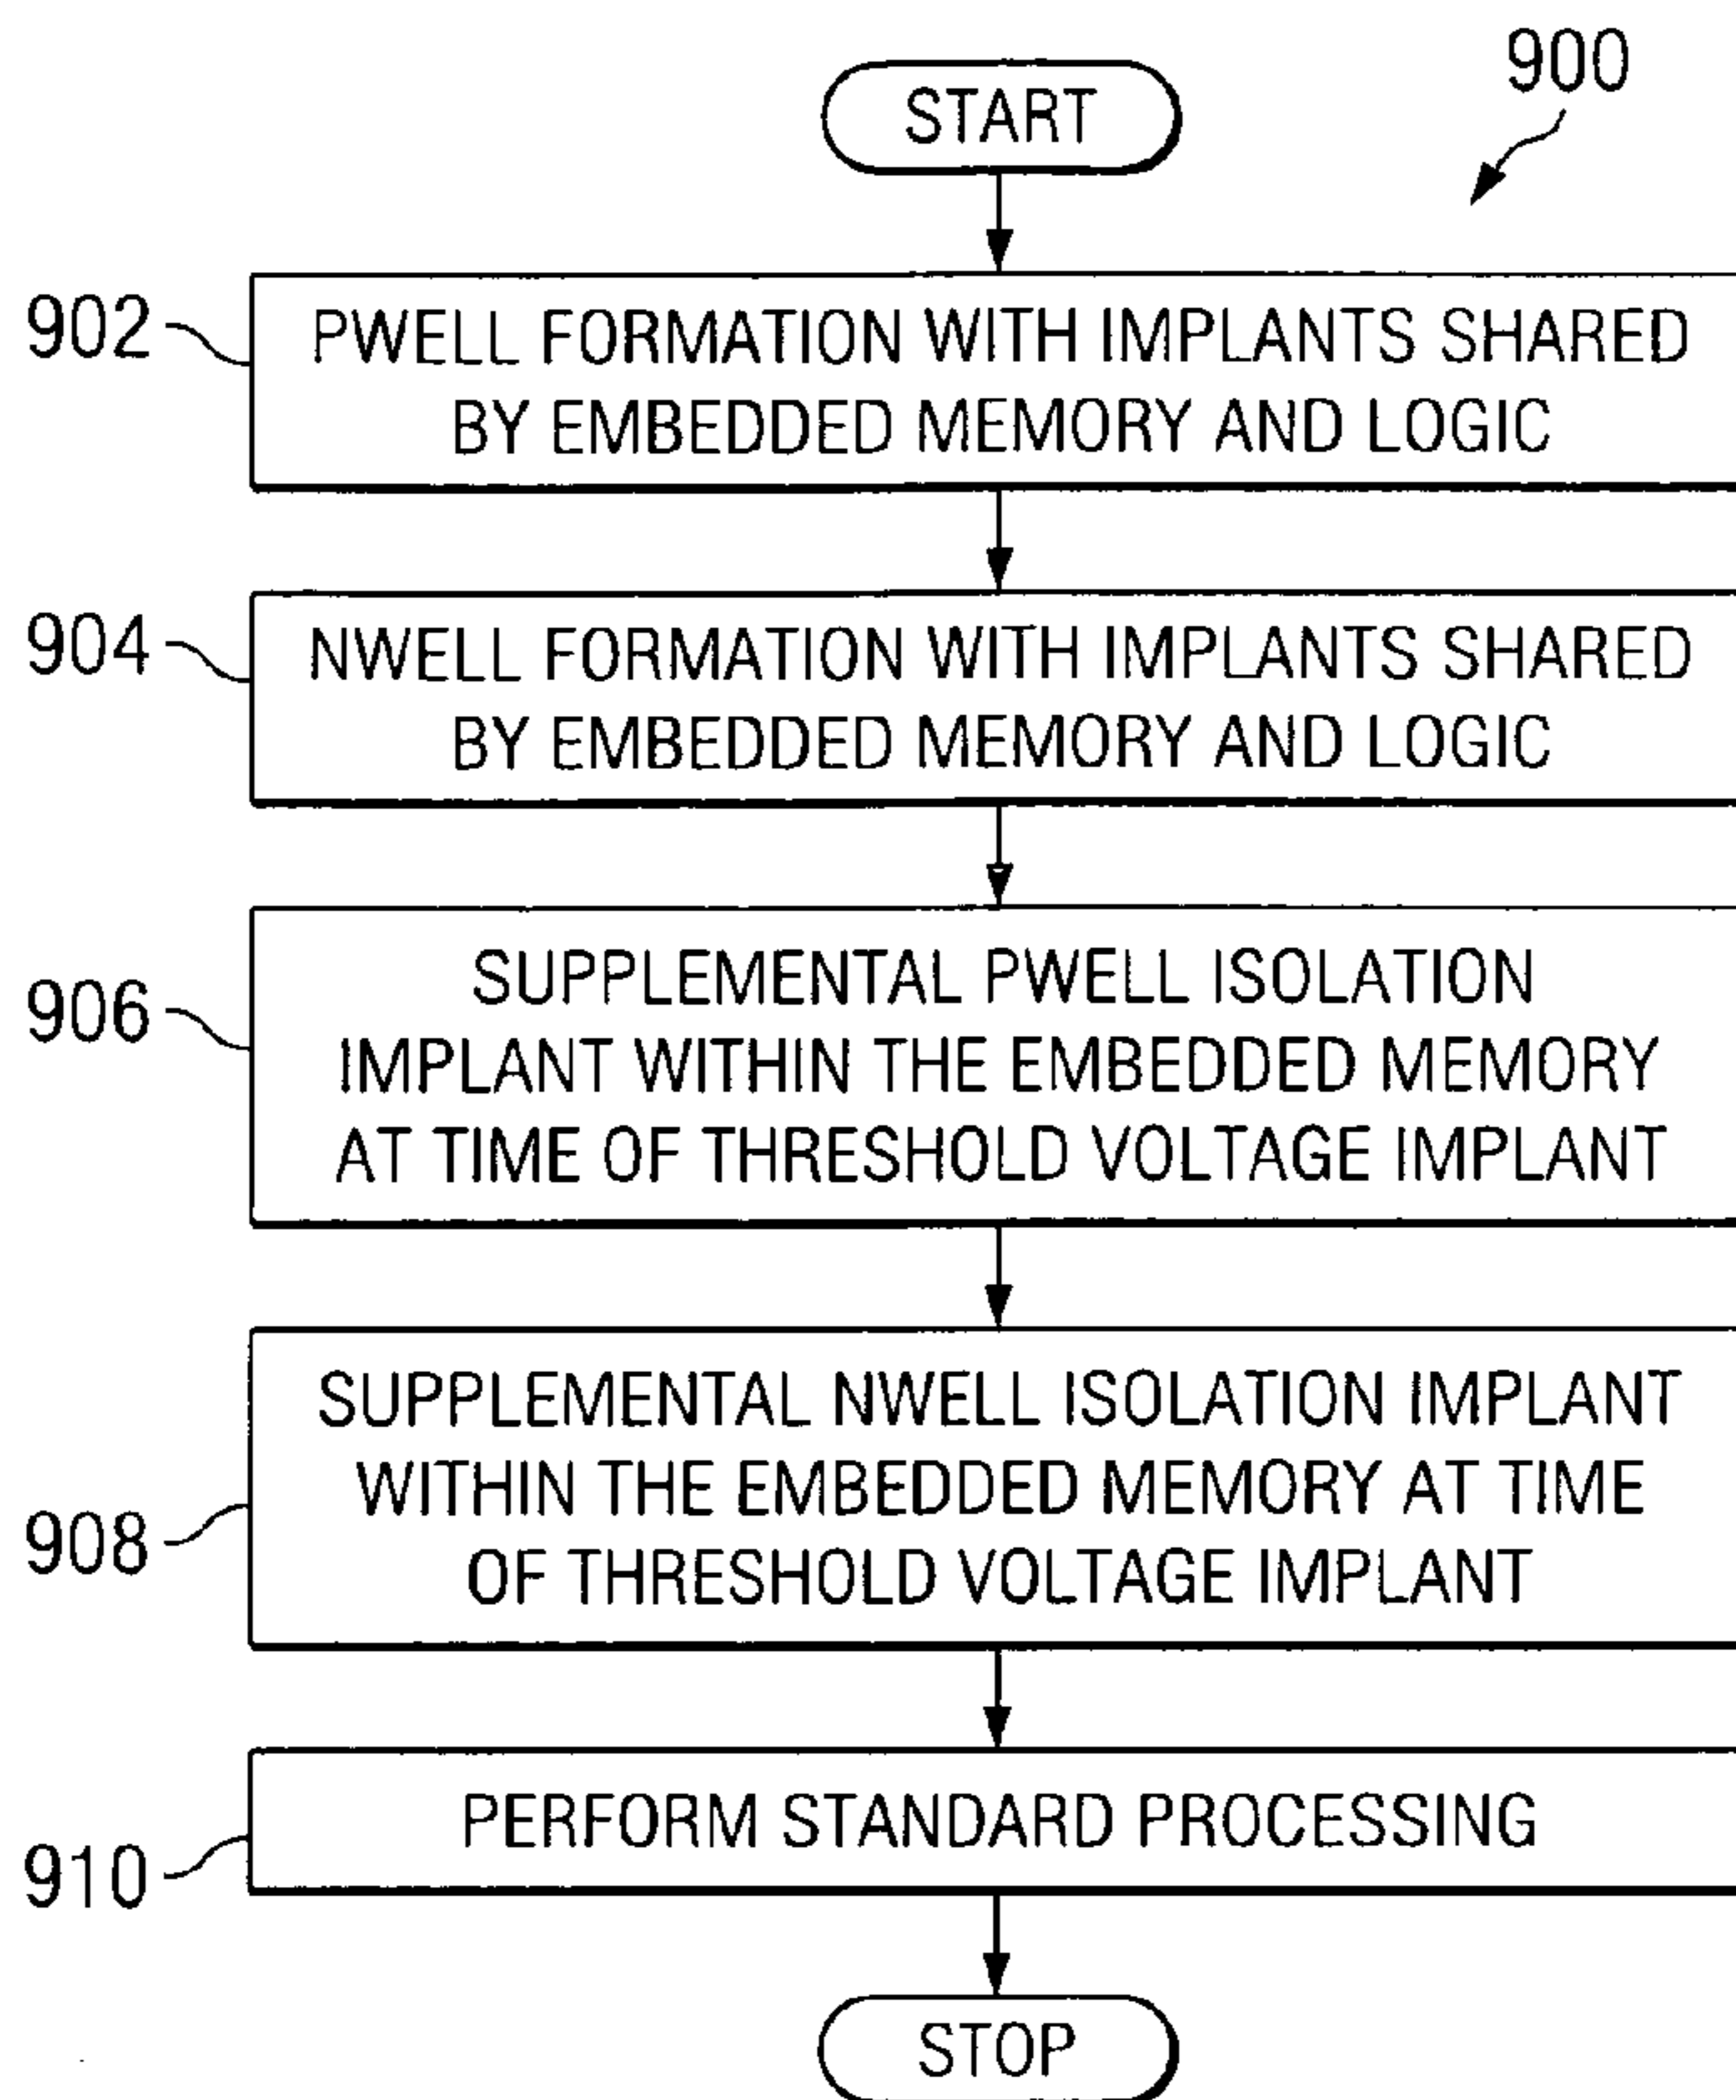 900
START
902
PWELL FORMATION WITH IMPLANTS SHARED
BY EMBEDDED MEMORY AND LOGIC
904
NWELL FORMATION WITH IMPLANTS SHARED
BY EMBEDDED MEMORY AND LOGIC
906
SUPPLEMENTAL PWELL ISOLATION
IMPLANT WITHIN THE EMBEDDED MEMORY
AT TIME OF THRESHOLD VOLTAGE IMPLANT
908
SUPPLEMENTAL NWELL ISOLATION IMPLANT
WITHIN THE EMBEDDED MEMORY AT TIME
OF THRESHOLD VOLTAGE IMPLANT
910
PERFORM STANDARD PROCESSING
STOP